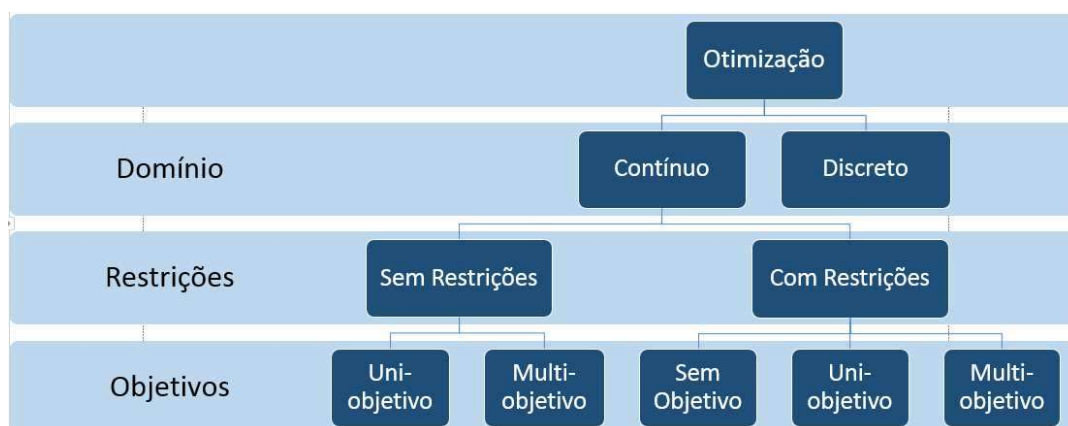 Otimização
Domínio
Contínuo
Discreto
Restrições
Sem Restrições
Com Restrições
Objetivos
Uni-
objetivo
Multi-
objetivo
Sem
Objetivo
Uni-
objetivo
Multi-
objetivo